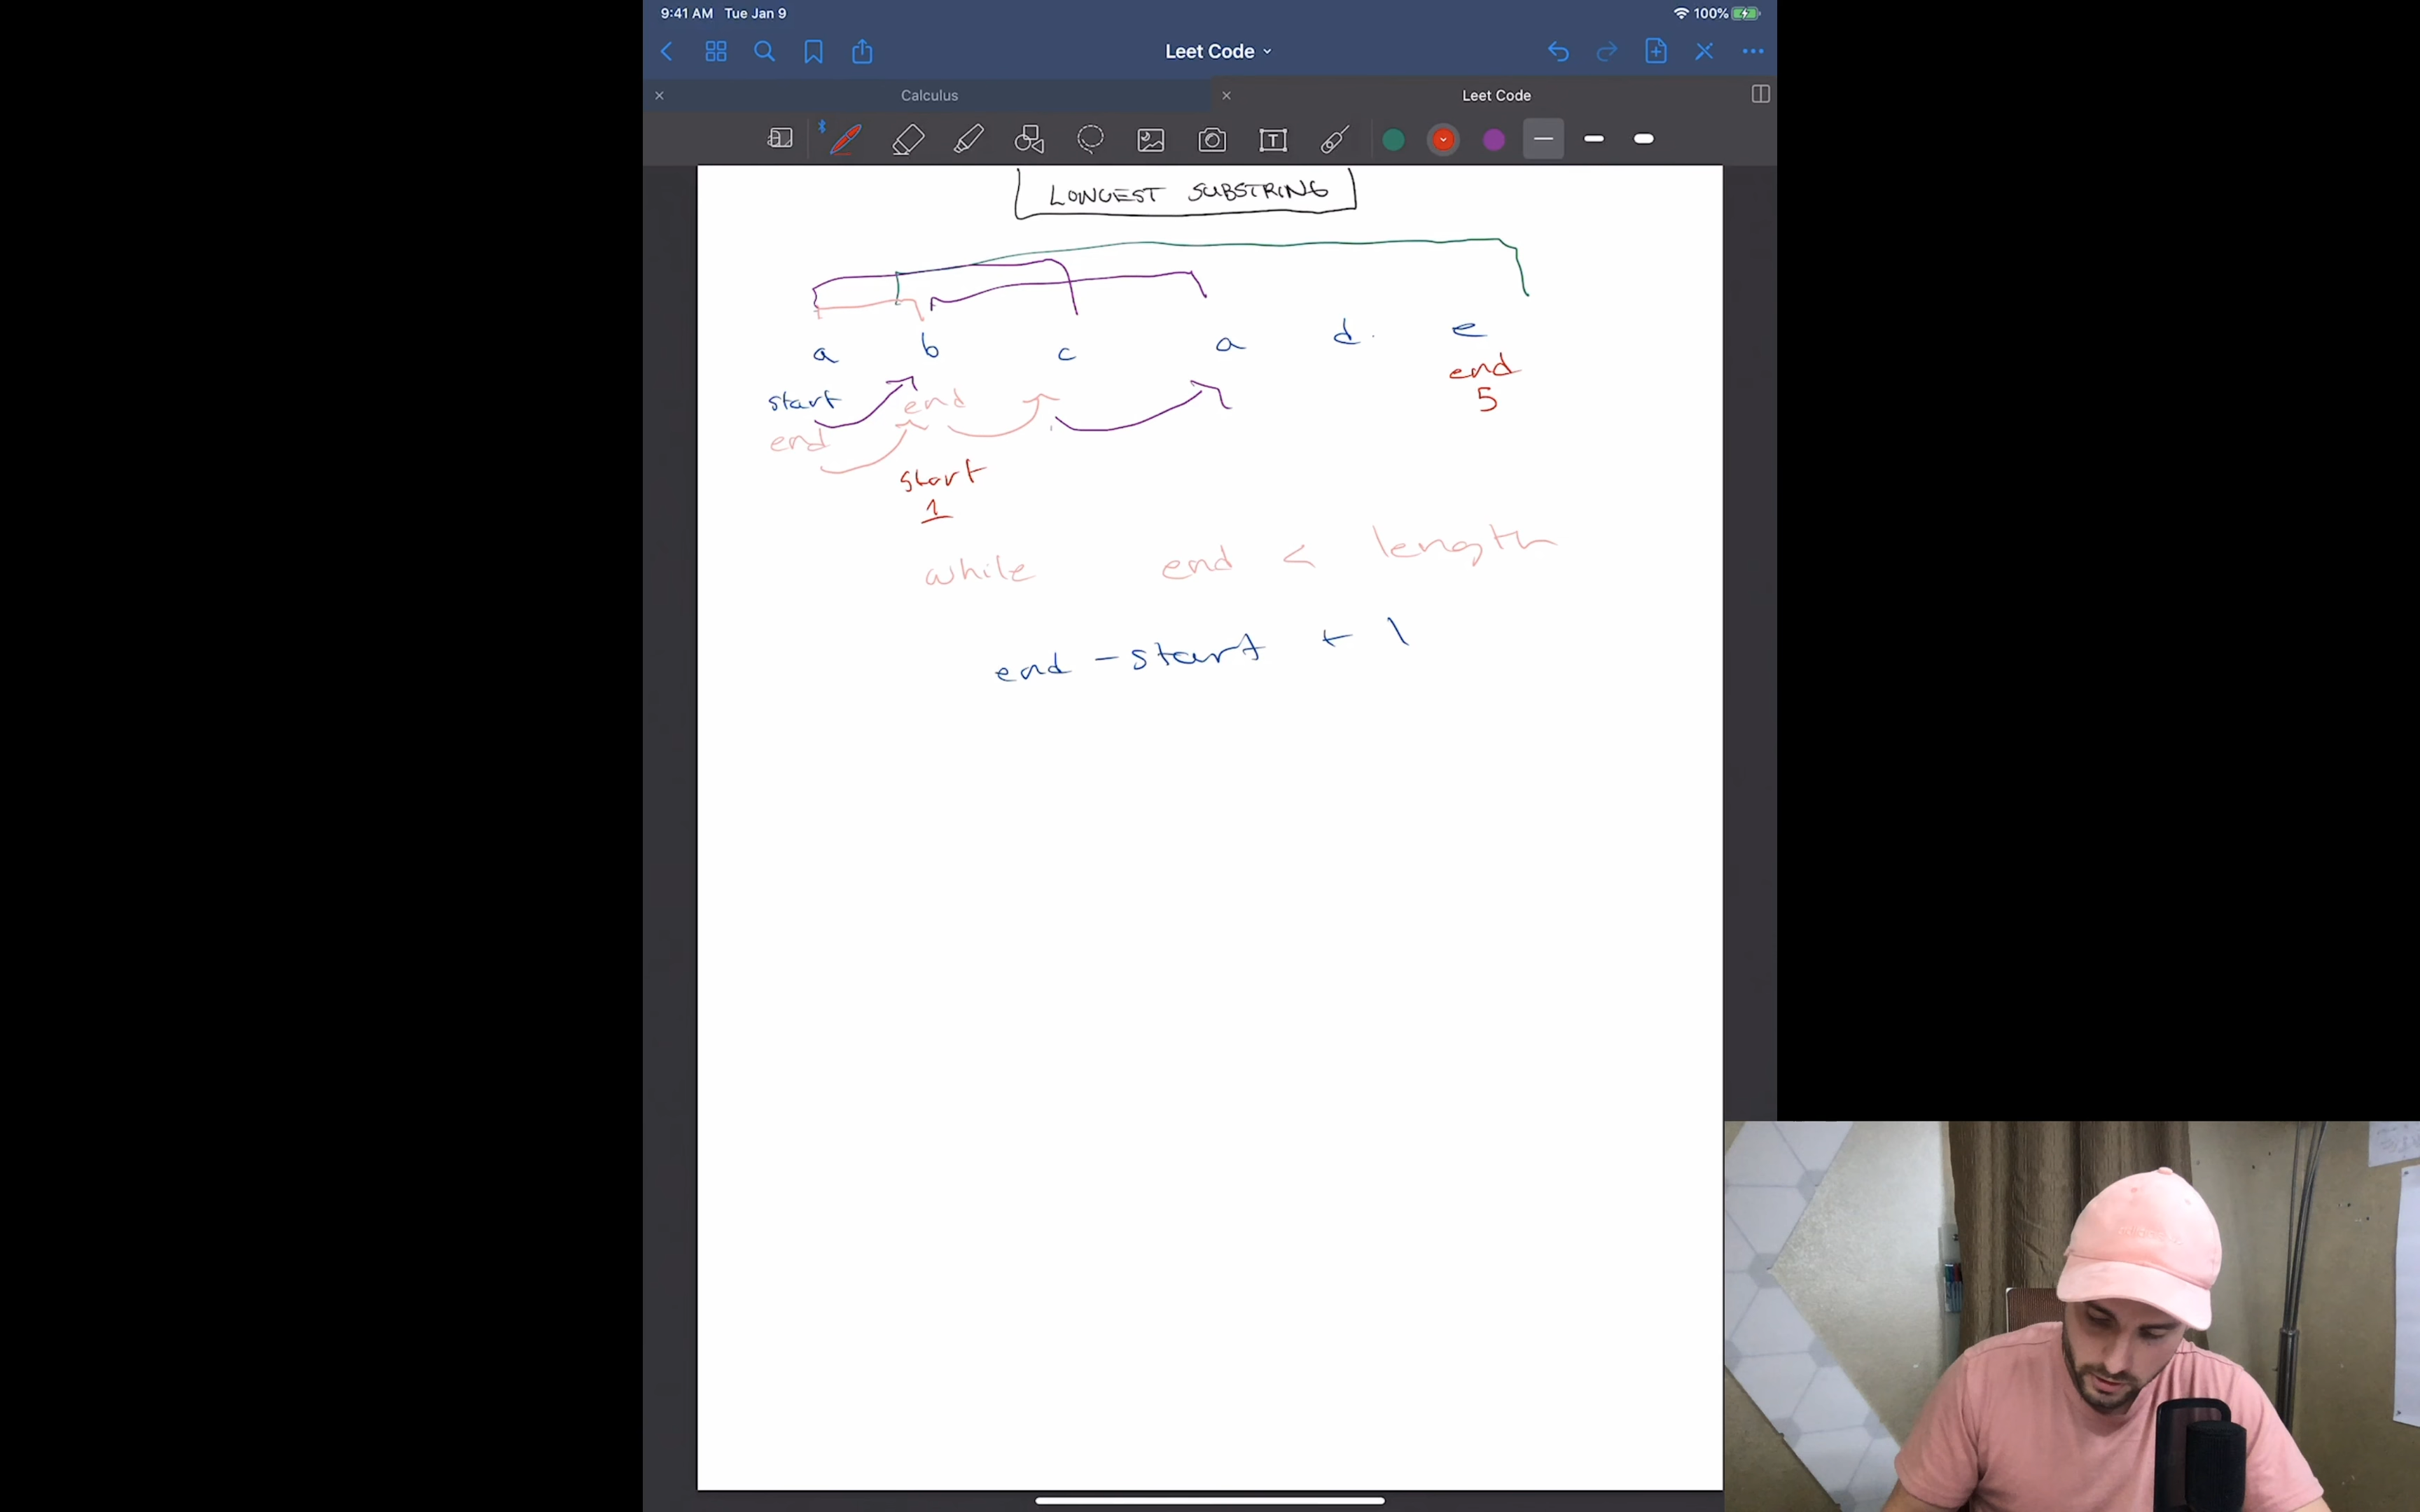 9:41 AM Tue Jan 9
100%
Leet Code
Calculus
Leet Code
T
LONGEST SUBSTRING
a b c a d. e
start end end
end 5
start
1
while end < length
end - start + 1